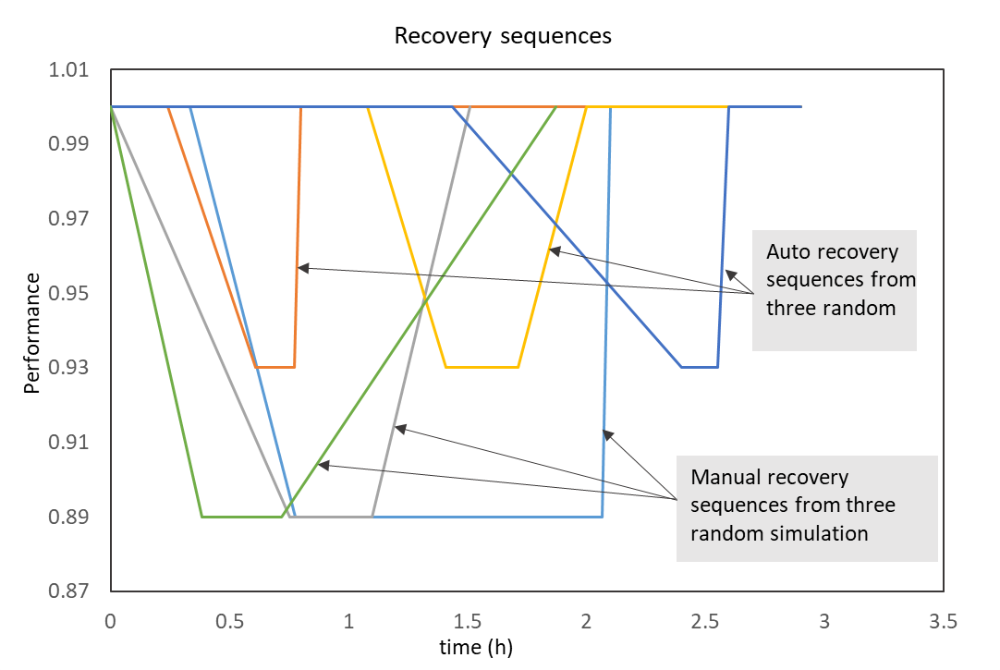 Recovery sequences
1.01
0.99
0.97
0.95
0.93
0.91
0.89
0.87
Performance
Auto recovery
sequences from
three random
Manual recovery
sequences from three
random simulation
0 0.5 1 1.5 2 2.5 3 3.5
time (h)